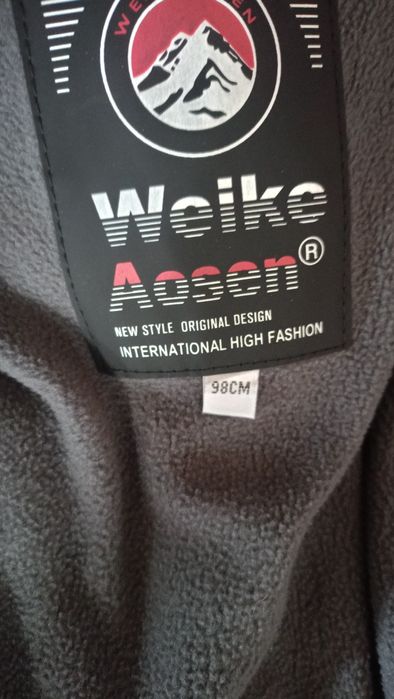 Weike
Aosen®
NEW STYLE ORIGINAL DESIGN
INTERNATIONAL HIGH FASHION
98CM